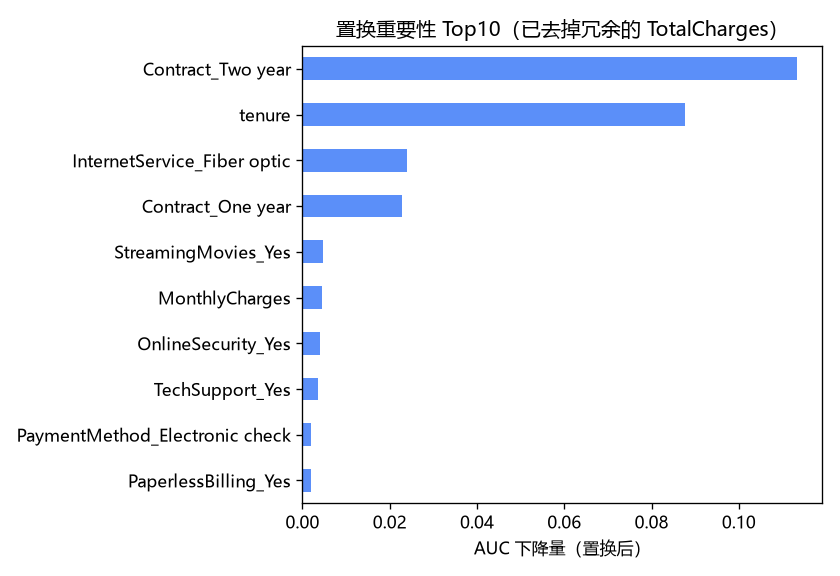 置换重要性 Top10（已去掉冗余的 TotalCharges）
Contract_Two year
tenure
InternetService_Fiber optic
Contract_One year
StreamingMovies_Yes
MonthlyCharges
OnlineSecurity_Yes
TechSupport_Yes
PaymentMethod_Electronic check
PaperlessBilling_Yes
0.00 0.02 0.04 0.06 0.08 0.10
AUC 下降量（置换后）